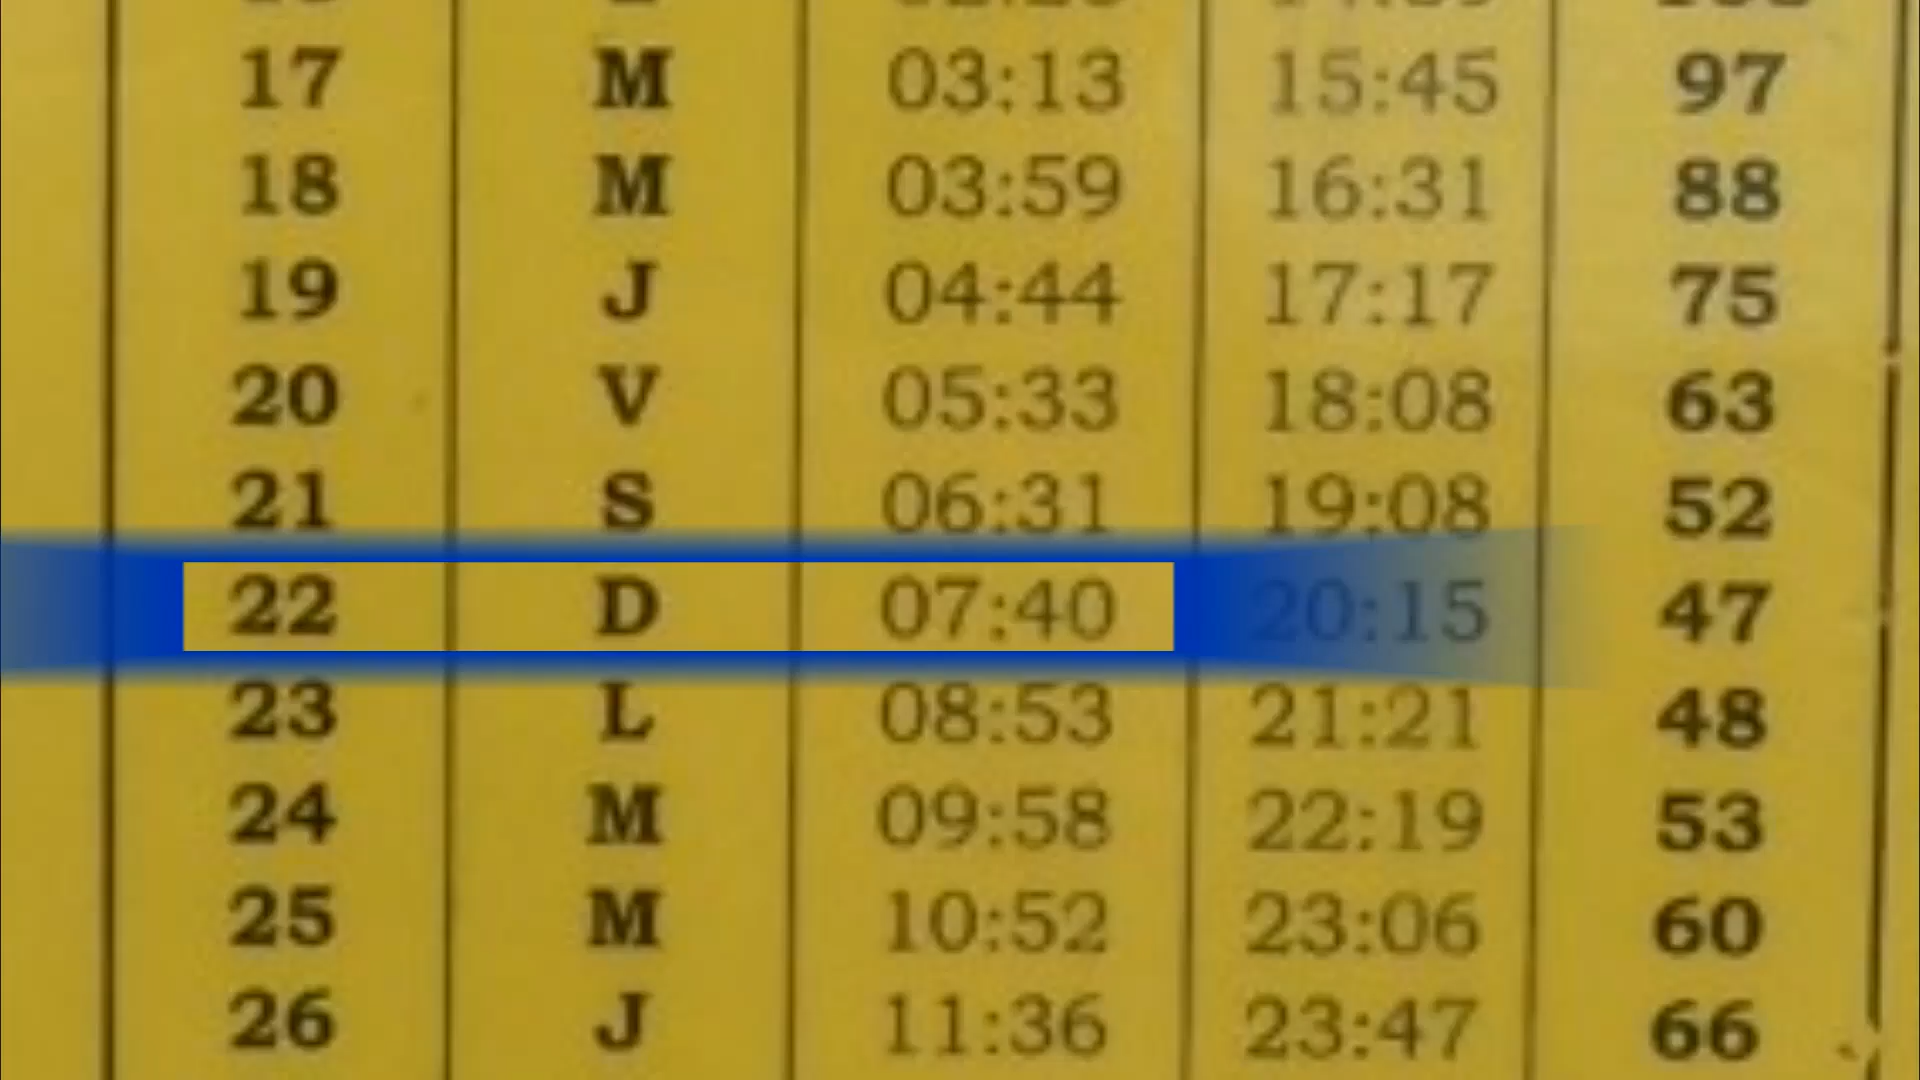 17 M 03:13 15:45 97
18 M 03:59 16:31 88
19 J 04:44 17:17 75
20 V 05:33 18:08 63
21 S 06:31 19:08 52
22 D 07:40 20:15 47
23 L 08:53 21:21 48
24 M 09:58 22:19 53
25 M 10:52 23:06 60
26 J 11:36 23:47 66